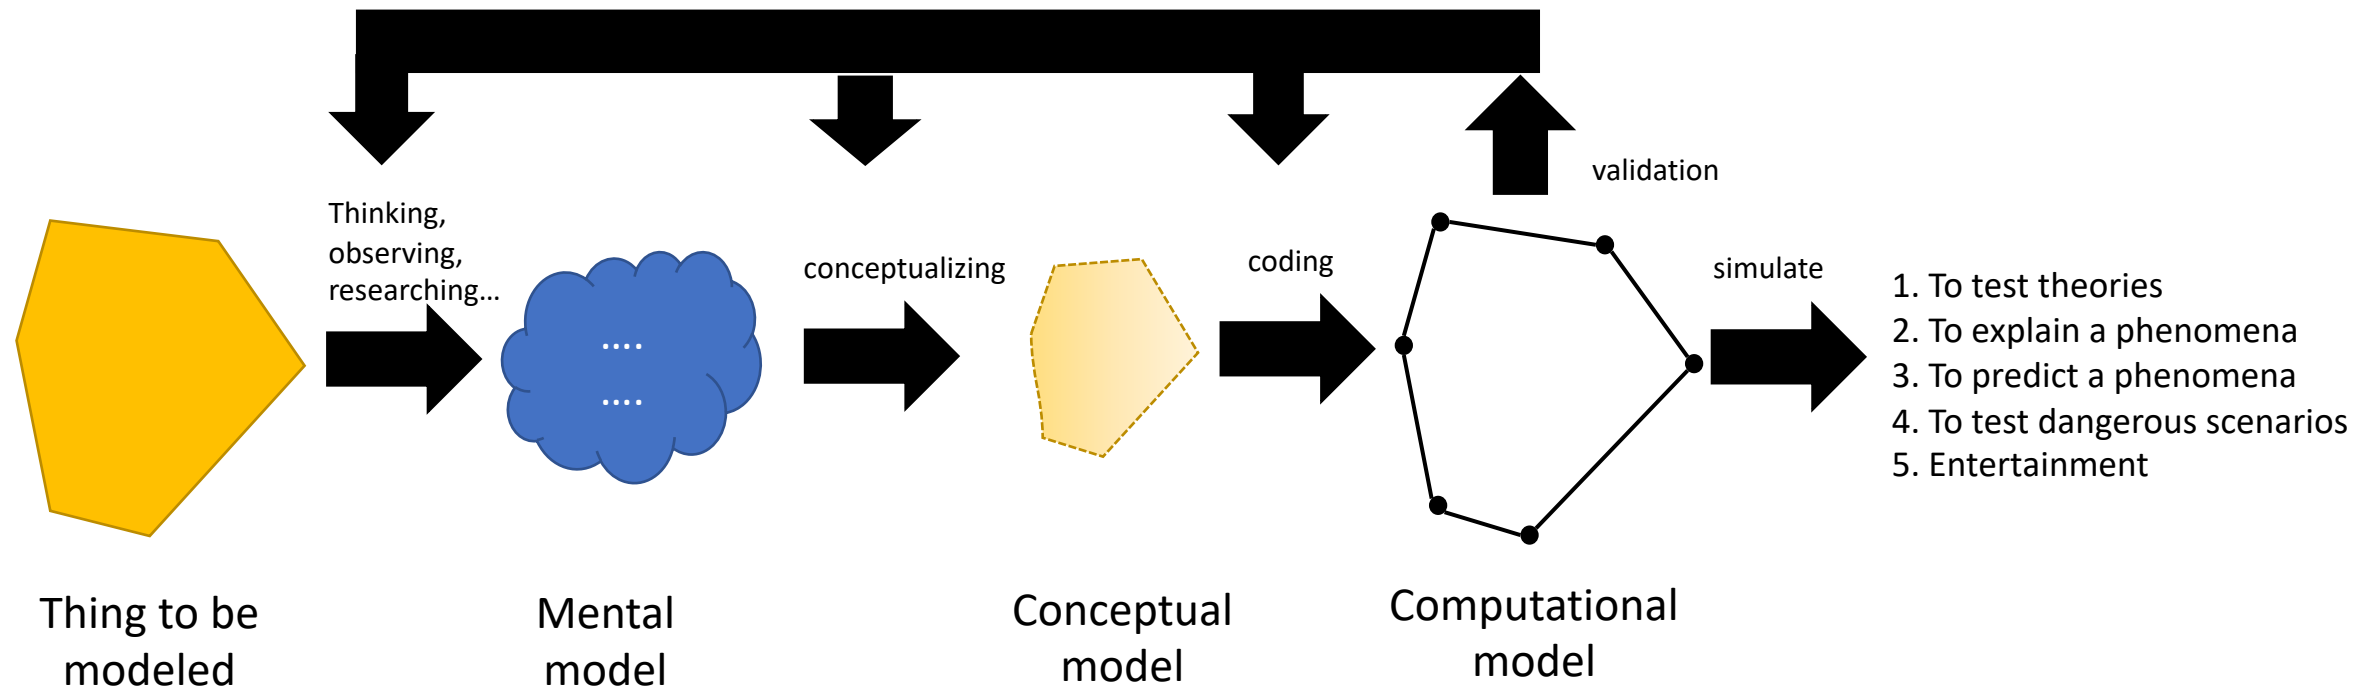 validation
Thinking,
observing,
researching...
conceptualizing
coding
simulate
....
....
1. To test theories
2. To explain a phenomena
3. To predict a phenomena
4. To test dangerous scenarios
5. Entertainment
Thing to be
modeled
Mental
model
Conceptual
model
Computational
model